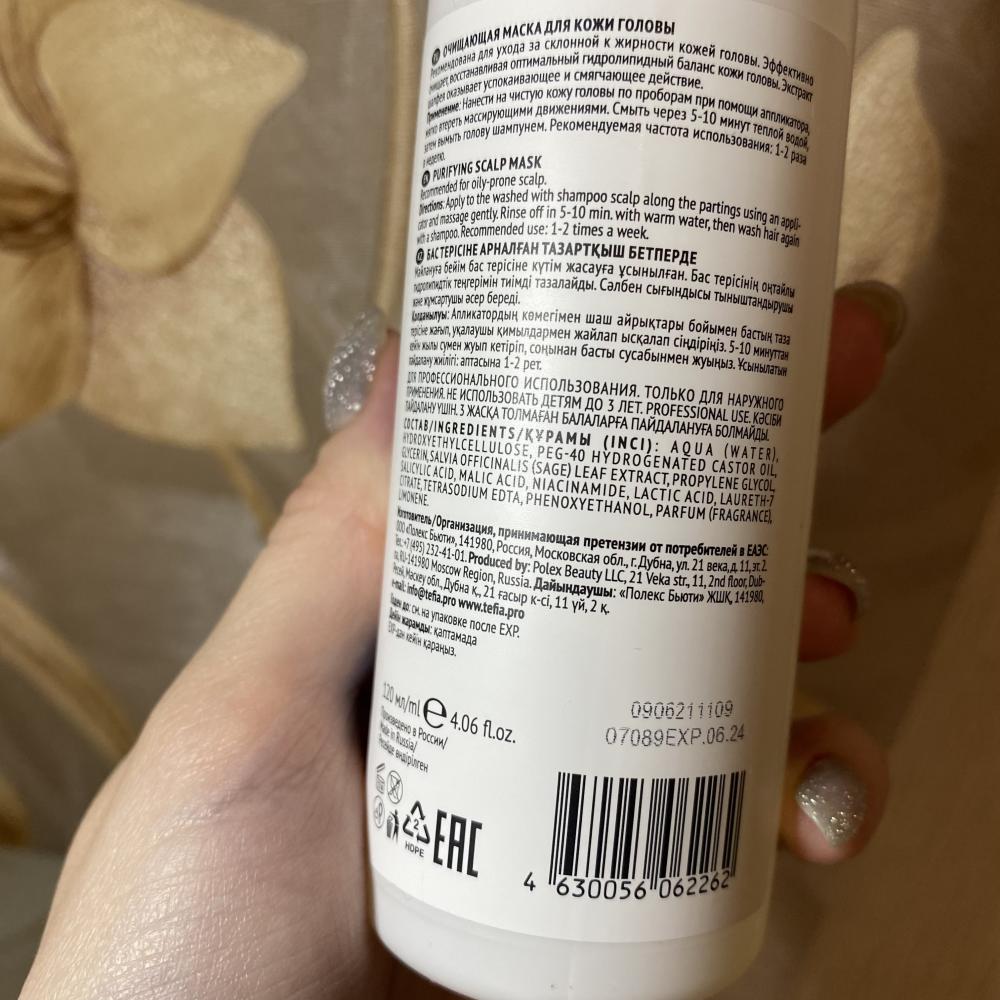 RU ОЧИЩАЮЩАЯ МАСКА ДЛЯ КОЖИ ГОЛОВЫ
Рекомендована для ухода за склонной к жирности кожей головы. Эффективно
очищает, восстанавливая оптимальный гидролипидный баланс кожи головы. Экстракт
шалфея оказывает успокаивающее и смягчающее действие.
Применение: Нанести на чистую кожу головы по проборам при помощи аппликатора,
мягко втереть массирующими движениями. Смыть через 5-10 минут теплой водой,
затем вымыть голову шампунем. Рекомендуемая частота использования: 1-2 раза
в неделю.
EN PURIFYING SCALP MASK
Recommended for oily-prone scalp.
Directions: Apply to the washed with shampoo scalp along the partings using an appli-
cator and massage gently. Rinse off in 5-10 min. with warm water, then wash hair again
with a shampoo. Recommended use: 1-2 times a week.
KZ БАС ТЕРІСІНЕ АРНАЛҒАН ТАЗАРТҚЫШ БЕТПЕРДЕ
Майлануға бейім бас терісіне күтім жасауға ұсынылған. Бас терісінің оңтайлы
гидролипидтік теңгерімін тиімді тазалайды. Сәлбен сығындысы тыныштандырушы
және жұмсартушы әсер береді.
Қолданылуы: Апликатордың көмегімен шаш айрықтары бойымен бастың таза
терісіне жағып, уқалаушы қимылдармен жайлап ысқалап сіңдіріңіз. 5-10 минуттан
кейін жылы сумен жуып кетіріп, соңынан басты сусабынмен жуыңыз. Ұсынылатын
пайдалану жиілігі: аптасына 1-2 рет.
ДЛЯ ПРОФЕССИОНАЛЬНОГО ИСПОЛЬЗОВАНИЯ. ТОЛЬКО ДЛЯ НАРУЖНОГО
ПРИМЕНЕНИЯ. НЕ ИСПОЛЬЗОВАТЬ ДЕТЯМ ДО 3 ЛЕТ. PROFESSIONAL USE. КӘСІБИ
ПАЙДАЛАНУ ҮШІН. 3 ЖАСҚА ТОЛМАҒАН БАЛАЛАРҒА ПАЙДАЛАНУҒА БОЛМАЙДЫ.
СОСТАВ/INGREDIENTS/ҚҰРАМЫ (INCI): AQUA (WATER),
HYDROXYETHYLCELLULOSE, PEG-40 HYDROGENATED CASTOR OIL,
GLYCERIN, SALVIA OFFICINALIS (SAGE) LEAF EXTRACT, PROPYLENE GLYCOL,
SALICYLIC ACID, MALIC ACID, NIACINAMIDE, LACTIC ACID, LAURETH-7
CITRATE, TETRASODIUM EDTA, PHENOXYETHANOL, PARFUM (FRAGRANCE),
LIMONENE.
Изготовитель/Организация, принимающая претензии от потребителей в ЕАЭС:
ООО «Полекс Бьюти», 141980, Россия, Московская обл., г. Дубна, ул. 21 века, д. 11, эт. 2.
Тел.: +7 (495) 232-41-01. Produced by: Polex Beauty LLC, 21 Veka str., 11, 2nd floor, Dub-
na, RU-141980 Moscow Region, Russia. Дайындаушы: «Полекс Бьюти» ЖШҚ, 141980,
Ресей, Мәскеу обл., Дубна қ., 21 ғасыр к-сі, 11 үй, 2 қ.
e-mail: info@tefia.pro www.tefia.pro
Годен до: см. на упаковке после EXP.
Дейін жарамды: қаптамада
EXP-дан кейін қараңыз.
120 мл/ml e 4.06 fl.oz.
Произведено в России/
Made in Russia/
Ресейде өндірілген
0906211109
07089EXP.06.24
2
HDPE
EAC
4 630056 062262